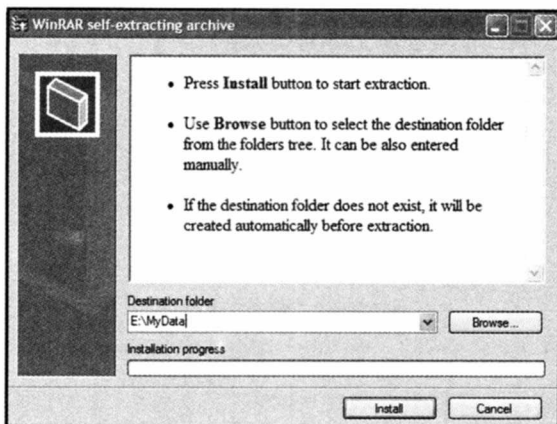 WinRAR self-extracting archive
• Press Install button to start extraction.
• Use Browse button to select the destination folder
from the folders tree. It can be also entered
manually.
• If the destination folder does not exist, it will be
created automatically before extraction.
Destination folder
E:\MyData
Browse...
Installation progress
Install
Cancel